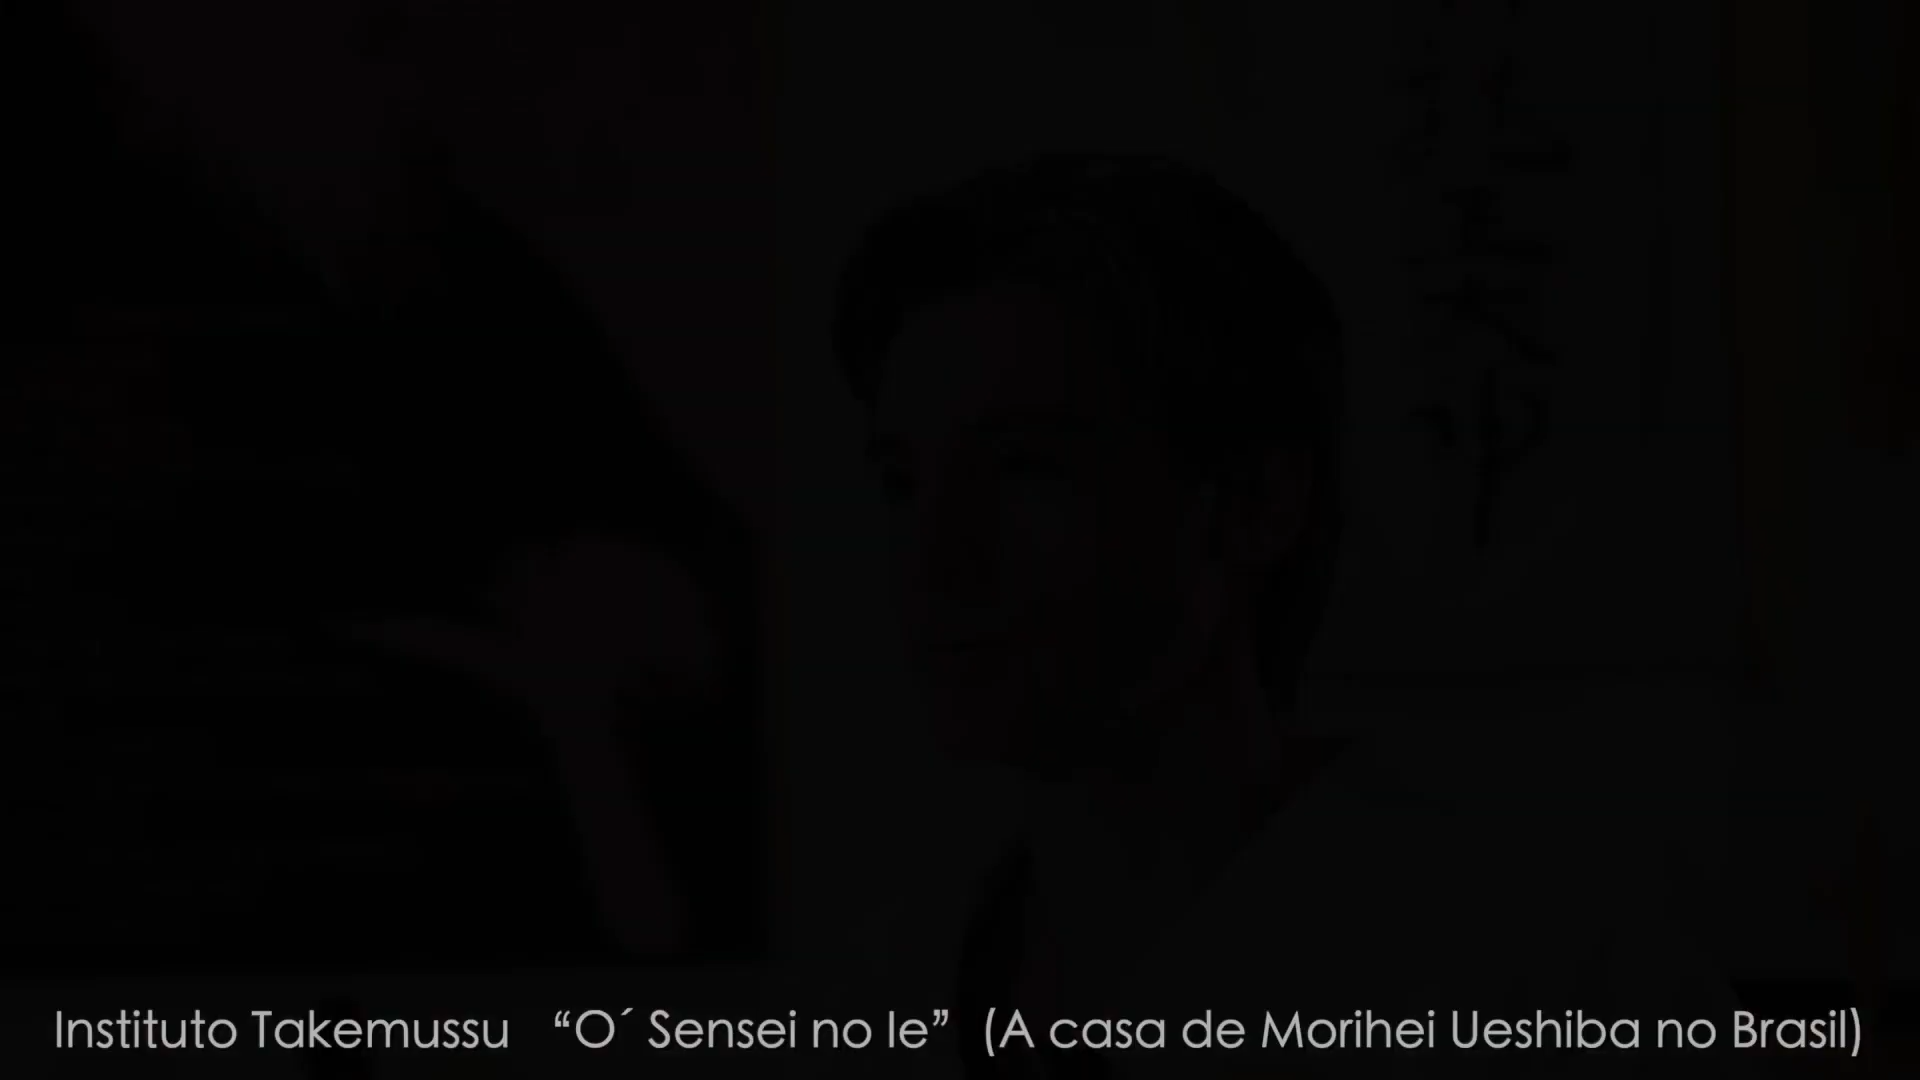 Instituto Takemussu “O´ Sensei no Ie” (A casa de Morihei Ueshiba no Brasil)